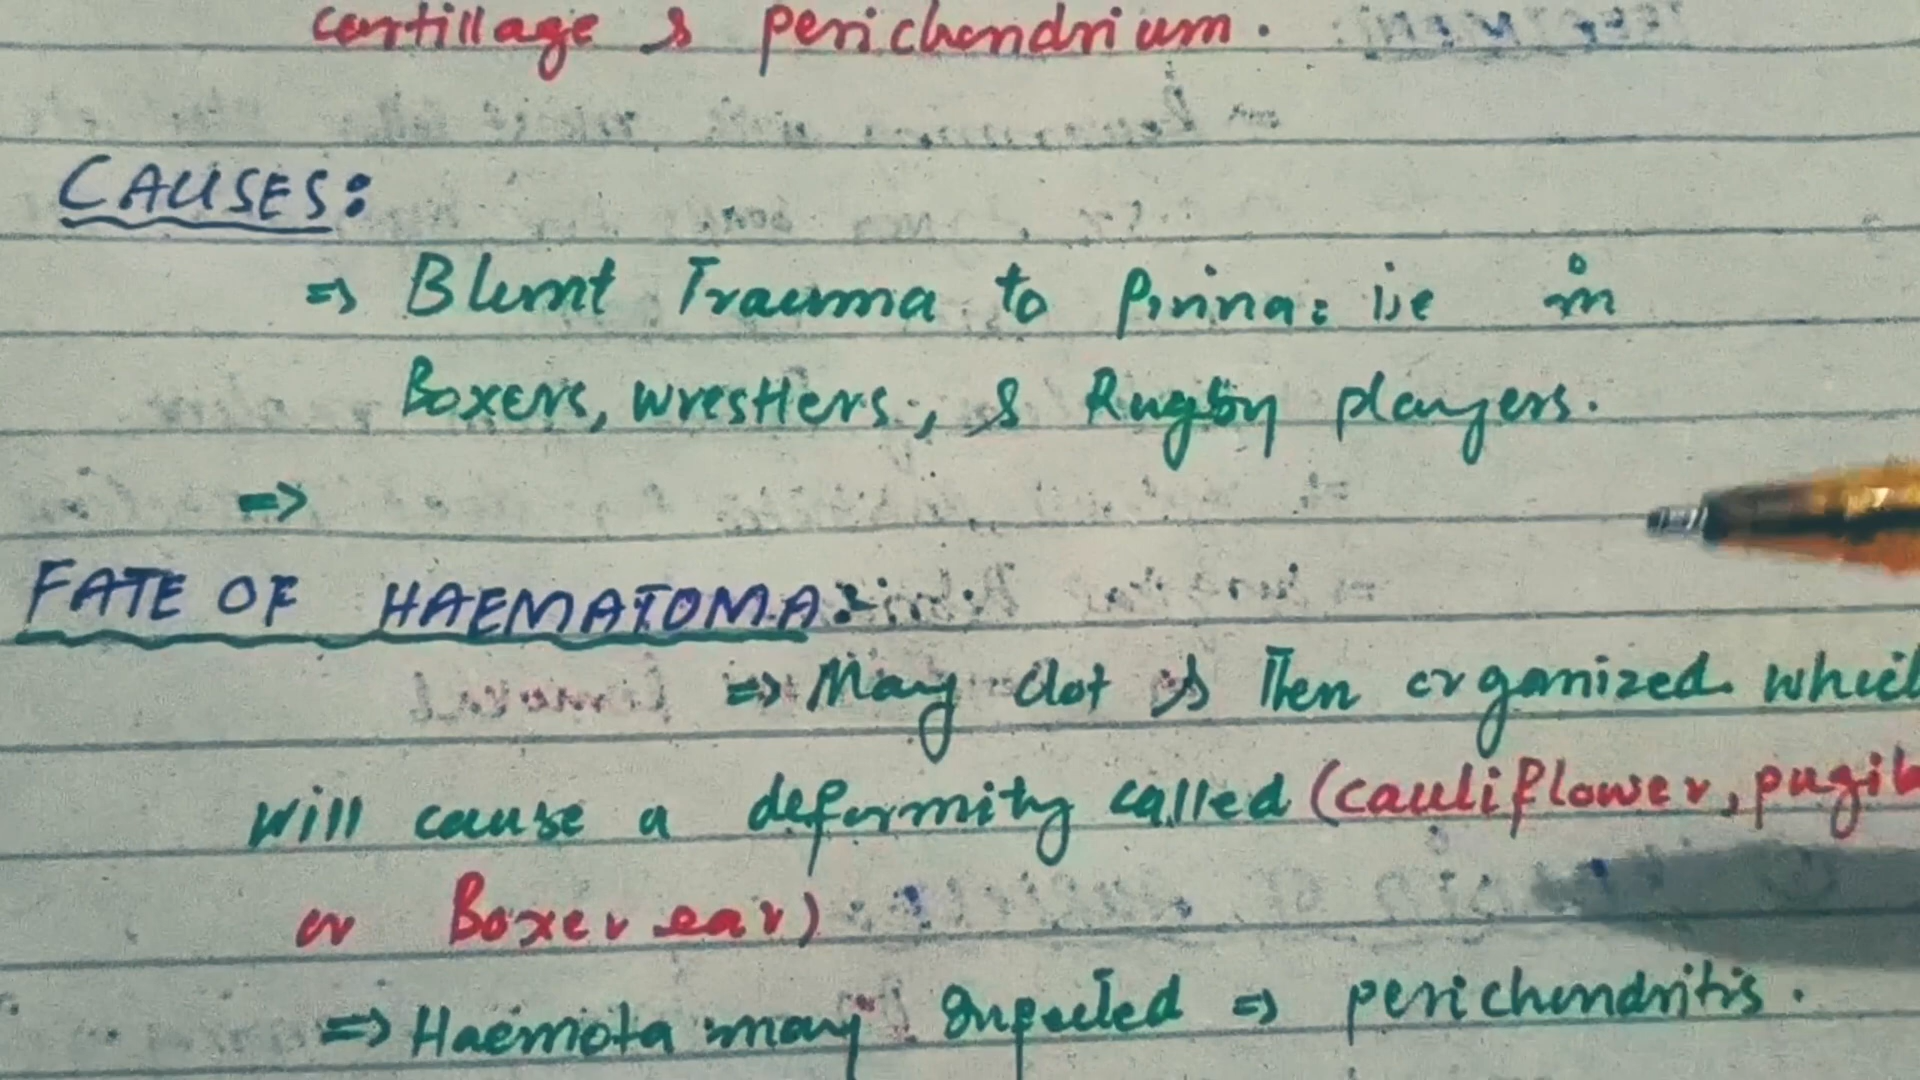 cartillage & perichondrium.
CAUSES:
=> Blunt Trauma to Pinna: i.e in
Boxers, wrestlers, & Rugby players.
=>
FATE OF HAEMATOMA:
=> May clot & Then organized which
will cause a deformity called (cauliflower, pugil
or Boxer ear)
=> Haemota may Infected => perichondritis.